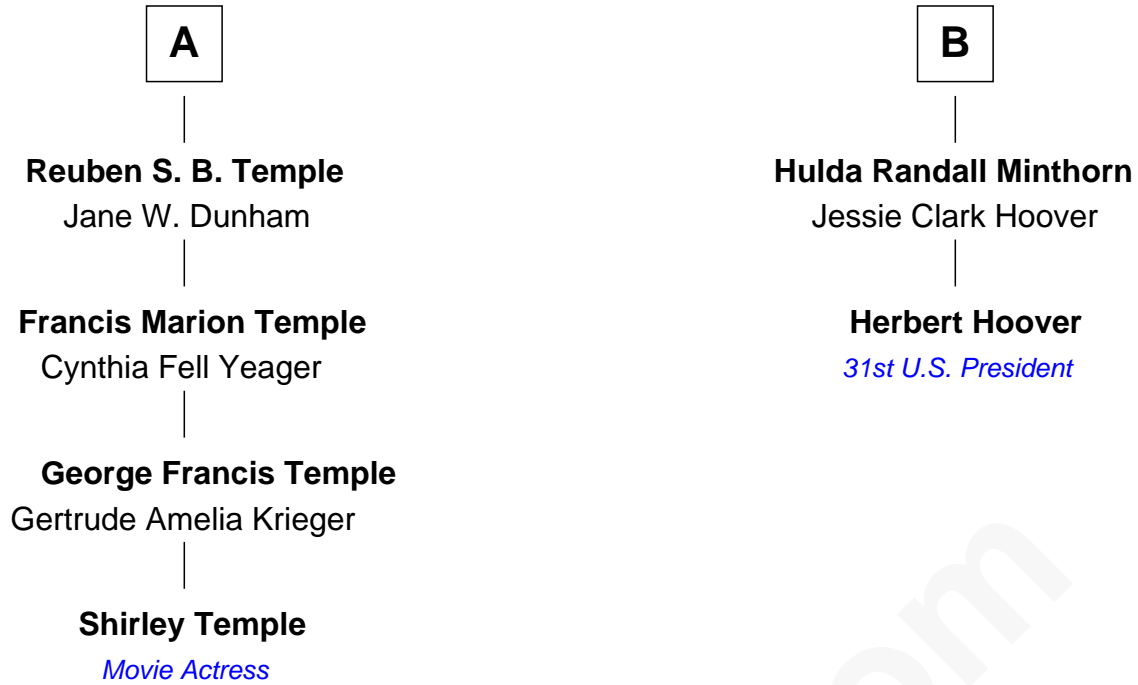 A
Reuben S. B. Temple
Jane W. Dunham
Francis Marion Temple
Cynthia Fell Yeager
George Francis Temple
Gertrude Amelia Krieger
Shirley Temple
Movie Actress
B
Hulda Randall Minthorn
Jessie Clark Hoover
Herbert Hoover
31st U.S. President
om